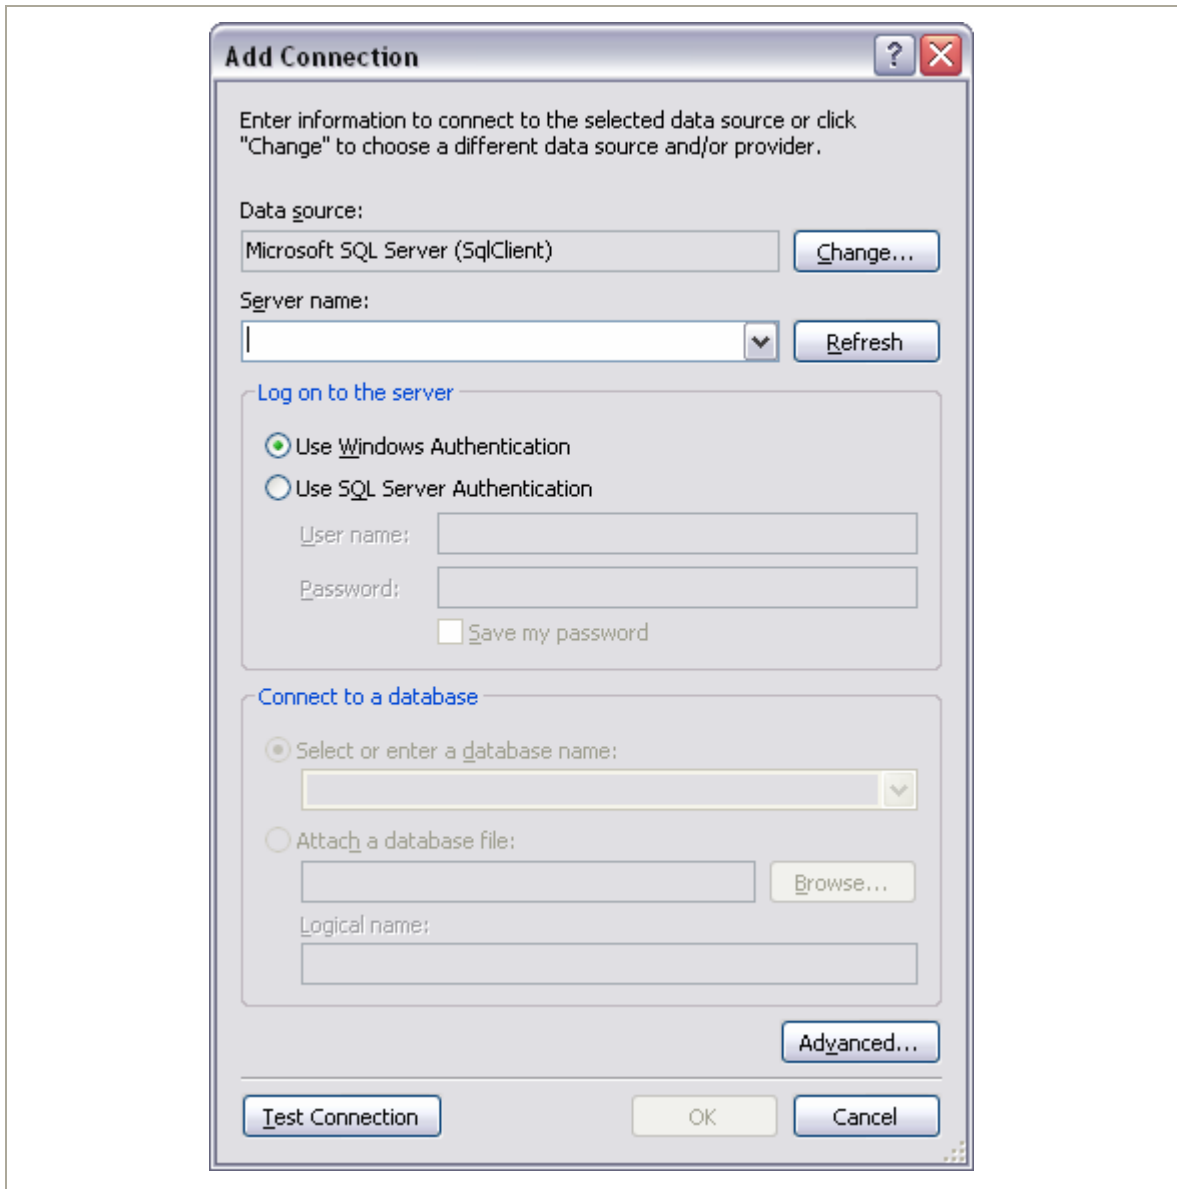 Add Connection
?
Enter information to connect to the selected data source or click
"Change" to choose a different data source and/or provider.
Data source:
Microsoft SQL Server (SqlClient)
Change...
Server name:
Refresh
Log on to the server
Use Windows Authentication
Use SQL Server Authentication
User name:
Password:
Save my password
Connect to a database
Select or enter a database name:
Attach a database file:
Browse...
Logical name:
Advanced...
Test Connection
OK
Cancel